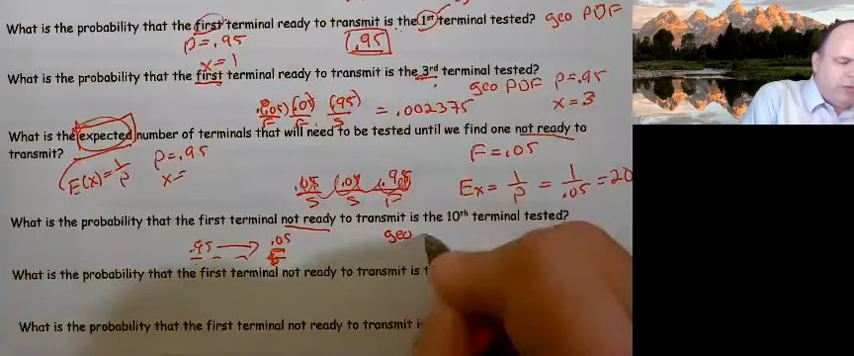 What is the probability that the first terminal ready to transmit is the 1st terminal tested? geo PDF
p=.95 .95
x=1
What is the probability that the first terminal ready to transmit is the 3rd terminal tested?
geo PDF p=.95
(.05)(.05)(.95) = .002375 x=3
F F S
What is the expected number of terminals that will need to be tested until we find one not ready to
transmit? p=.95 F=.05
E(x)=1/p x=
Ex= 1/p = 1/.05 =20
S S F
What is the probability that the first terminal not ready to transmit is the 10th terminal tested?
.95 .05 geo
F
What is the probability that the first terminal not ready to transmit is
What is the probability that the first terminal not ready to transmit